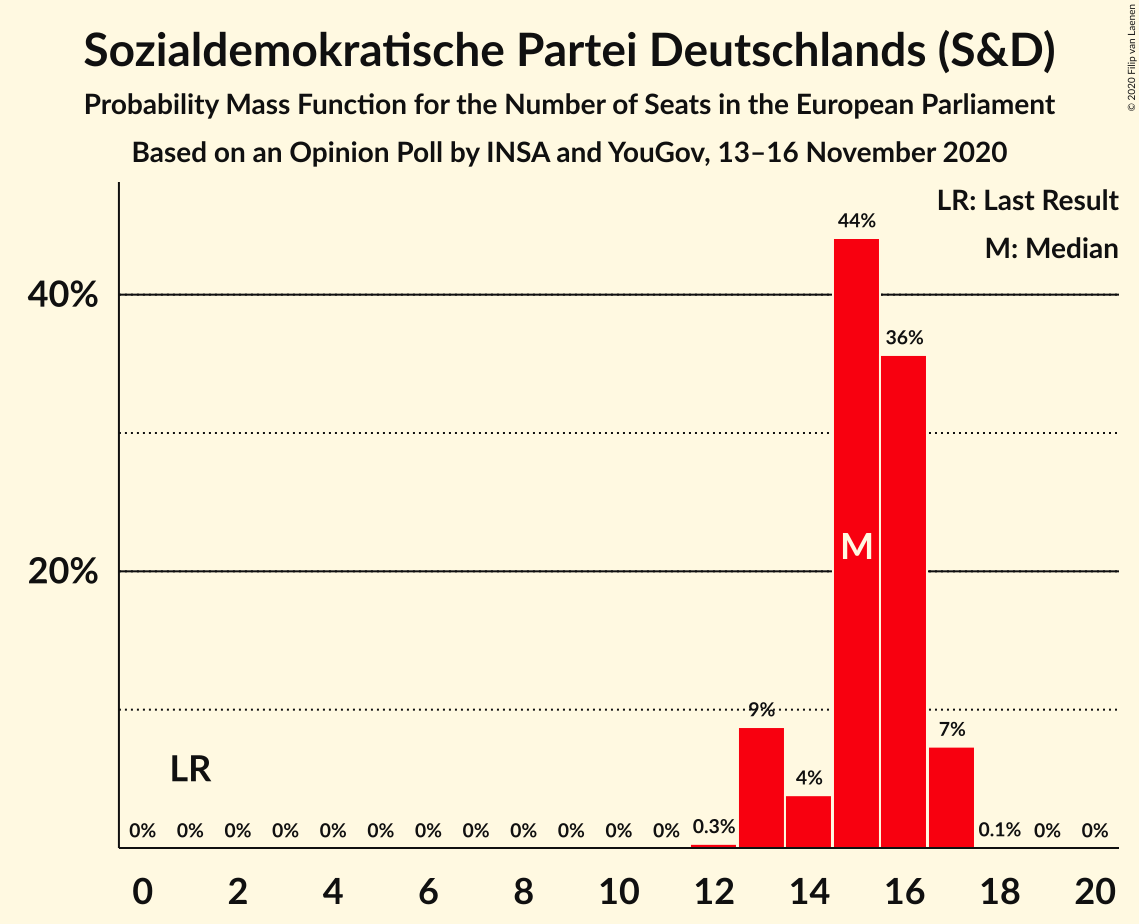 Sozialdemokratische Partei Deutschlands (S&D)
Probability Mass Function for the Number of Seats in the European Parliament
Based on an Opinion Poll by INSA and YouGov, 13–16 November 2020
© 2020 Filip van Laenen
LR: Last Result
M: Median
44%
40%
36%
M
20%
9%
7%
LR
4%
0% 0% 0% 0% 0% 0% 0% 0% 0% 0% 0% 0% 0.3% 0.1% 0% 0%
0 2 4 6 8 10 12 14 16 18 20